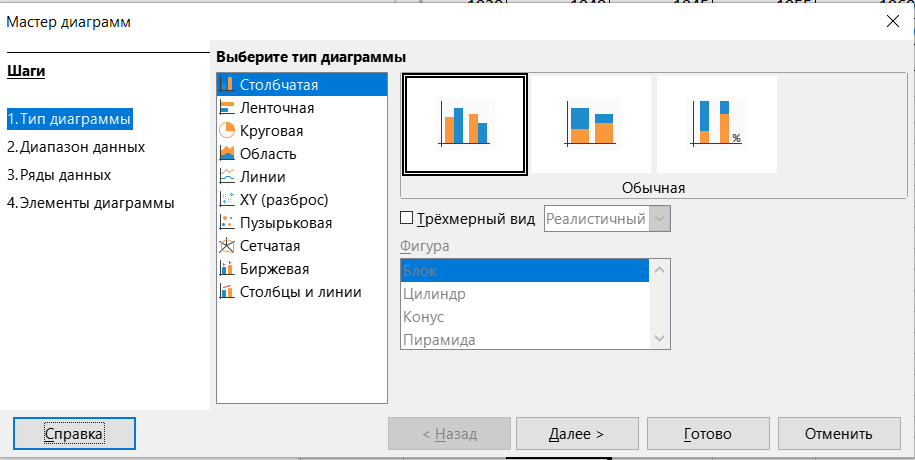 Мастер диаграмм
Шаги
1.Тип диаграммы
2.Диапазон данных
3.Ряды данных
4.Элементы диаграммы
Выберите тип диаграммы
Столбчатая
Ленточная
Круговая
Область
Линии
XY (разброс)
Пузырьковая
Сетчатая
Биржевая
Столбцы и линии
%
Обычная
Трёхмерный вид
Реалистичный
Фигура
Блок
Цилиндр
Конус
Пирамида
Справка
< Назад
Далее >
Готово
Отменить